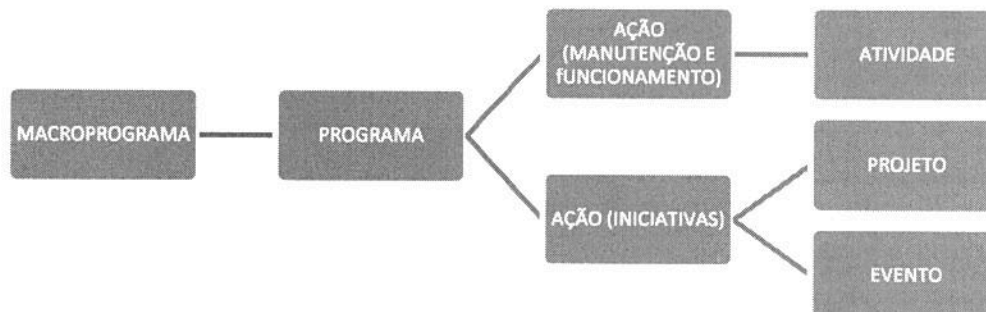 MACROPROGRAMA
PROGRAMA
AÇÃO
(MANUTENÇÃO E
fUNCIONAMENTO)
ATIVIDADE
AÇÃO (INICIATIVAS)
PROJETO
EVENTO